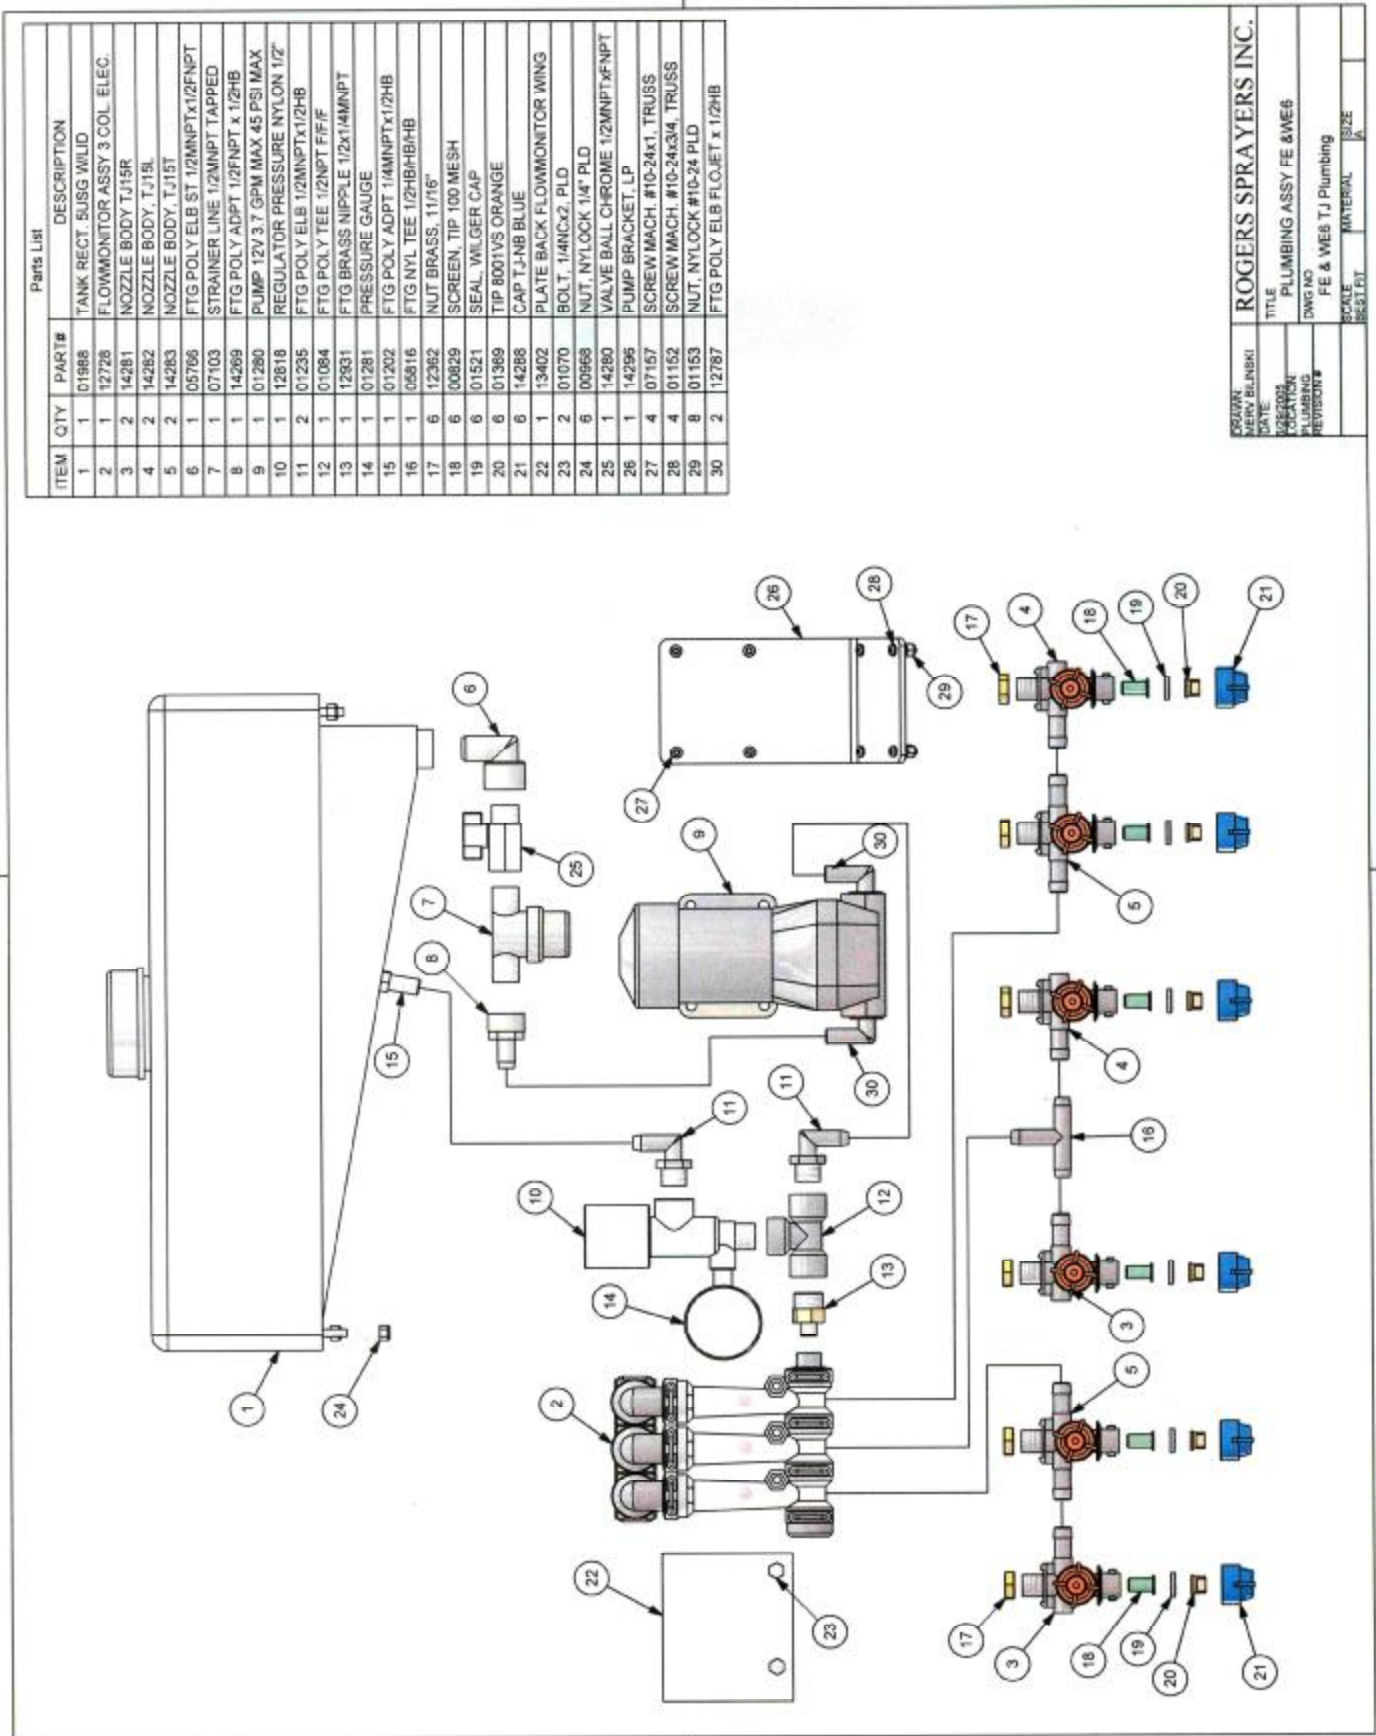 Parts List
ITEM QTY PART# DESCRIPTION
1 1 01988 TANK RECT. 5USG W/LID
2 1 12728 FLOWMONITOR ASSY 3 COL. ELEC.
3 2 14281 NOZZLE BODY TJ15R
4 2 14282 NOZZLE BODY, TJ15L
5 2 14283 NOZZLE BODY, TJ15T
6 1 05766 FTG POLY ELB ST 1/2MNPTx1/2FNPT
7 1 07103 STRAINER LINE 1/2MNPT TAPPED
8 1 14269 FTG POLY ADPT 1/2FNPT x 1/2HB
9 1 01280 PUMP 12V 3.7 GPM MAX 45 PSI MAX
10 1 12818 REGULATOR PRESSURE NYLON 1/2"
11 2 01235 FTG POLY ELB 1/2MNPTx1/2HB
12 1 01084 FTG POLY TEE 1/2NPT F/F/F
13 1 12931 FTG BRASS NIPPLE 1/2x1/4MNPT
14 1 01281 PRESSURE GAUGE
15 1 01202 FTG POLY ADPT 1/4MNPTx1/2HB
16 1 05816 FTG NYL TEE 1/2HB/HB/HB
17 6 12362 NUT BRASS, 11/16"
18 6 00829 SCREEN, TIP 100 MESH
19 6 01521 SEAL, WILGER CAP
20 6 01369 TIP 8001VS ORANGE
21 6 14288 CAP TJ-NB BLUE
22 1 13402 PLATE BACK FLOWMONITOR WING
23 2 01070 BOLT, 1/4NCx2, PLD
24 6 00968 NUT, NYLOCK 1/4" PLD
25 1 14280 VALVE BALL CHROME 1/2MNPTxFNPT
26 1 14296 PUMP BRACKET, LP
27 4 07157 SCREW MACH. #10-24x1, TRUSS
28 4 01152 SCREW MACH. #10-24x3/4, TRUSS
29 8 01153 NUT, NYLOCK #10-24 PLD
30 2 12787 FTG POLY ELB FLOJET x 1/2HB
1
24
15
6
25
7
8
9
30
30
26
27
28
29
11
11
10
12
13
14
2
22
23
17
4
18
19
20
21
5
4
16
3
5
17
3
18
19
20
21
DRAWN:
MERV BILINSKI
DATE:
LOCATION:
PLUMBING
REVISION#
ROGERS SPRAYERS INC.
TITLE
PLUMBING ASSY FE &WE6
DWG NO
FE & WE6 TJ Plumbing
SCALE
BEST FIT
MATERIAL
SIZE
A